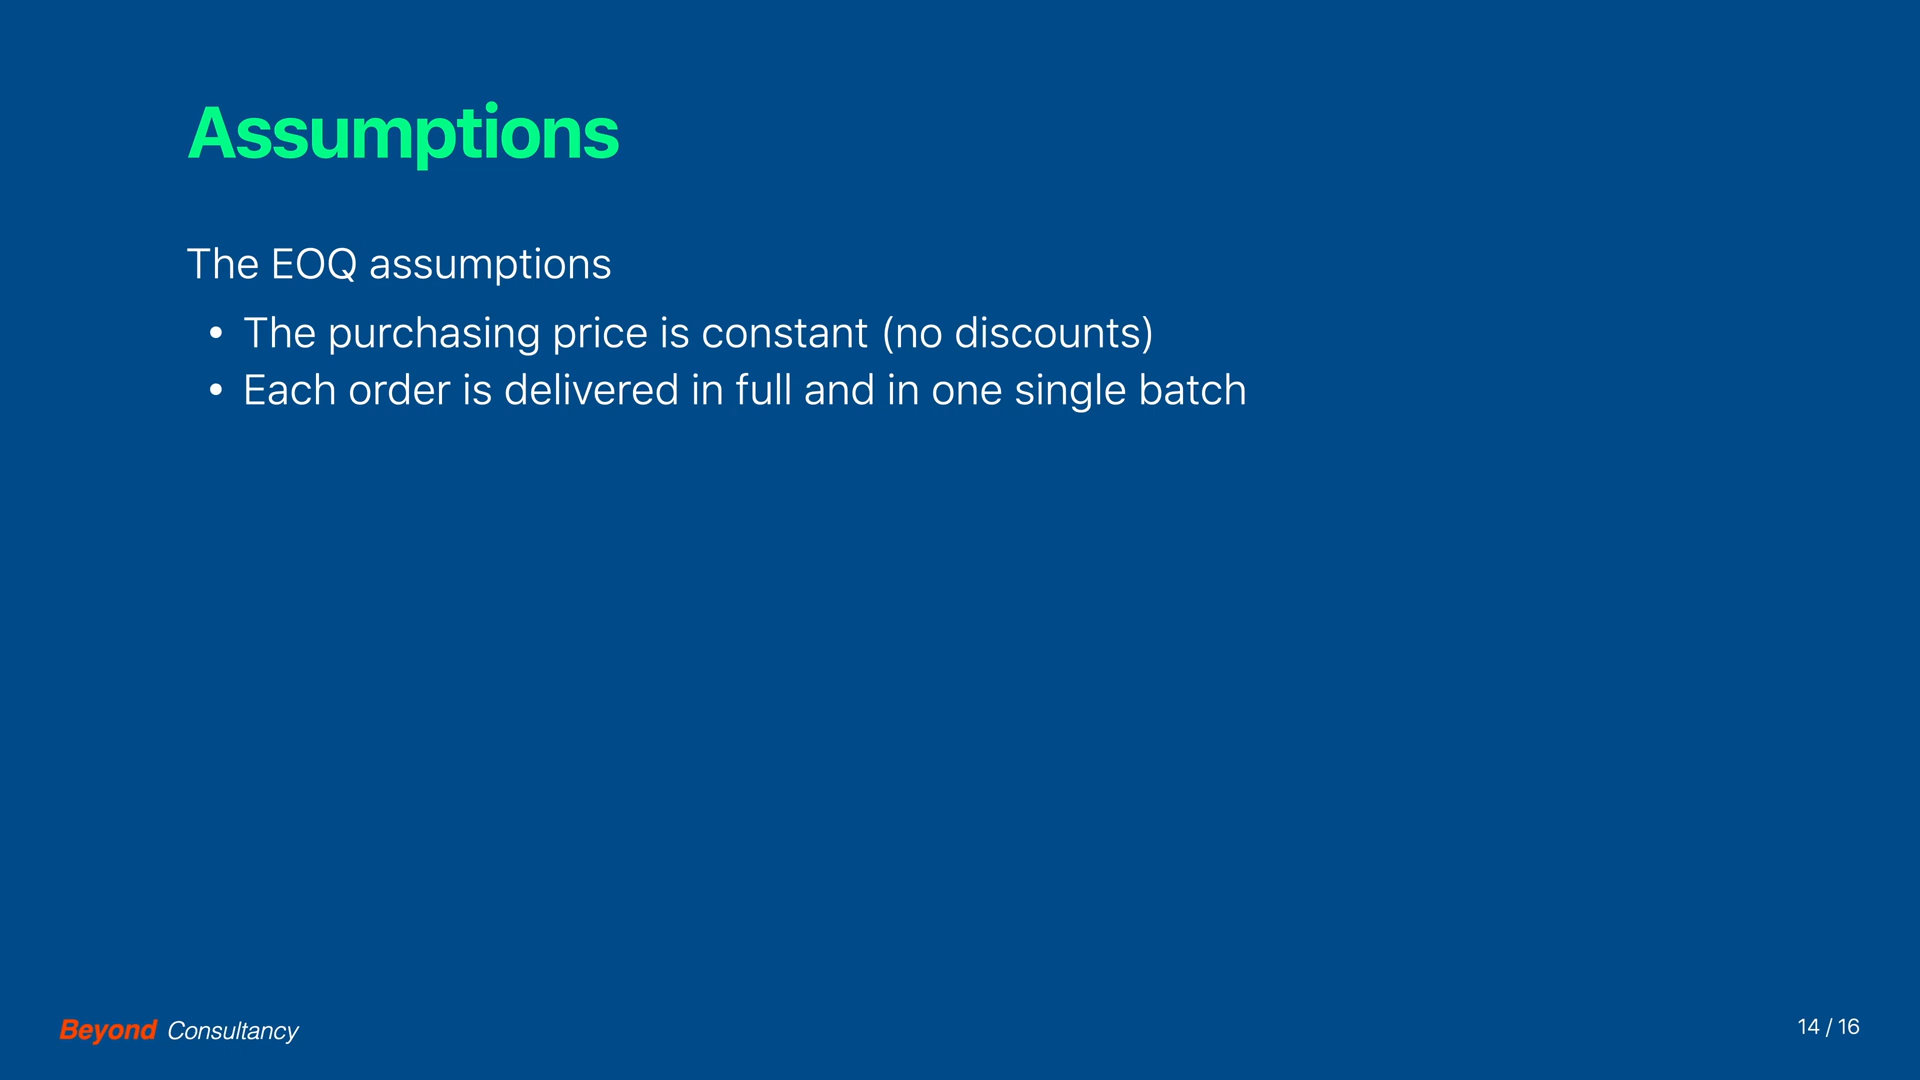 Assumptions
The EOQ assumptions
• The purchasing price is constant (no discounts)
• Each order is delivered in full and in one single batch
Beyond Consultancy
14 / 16